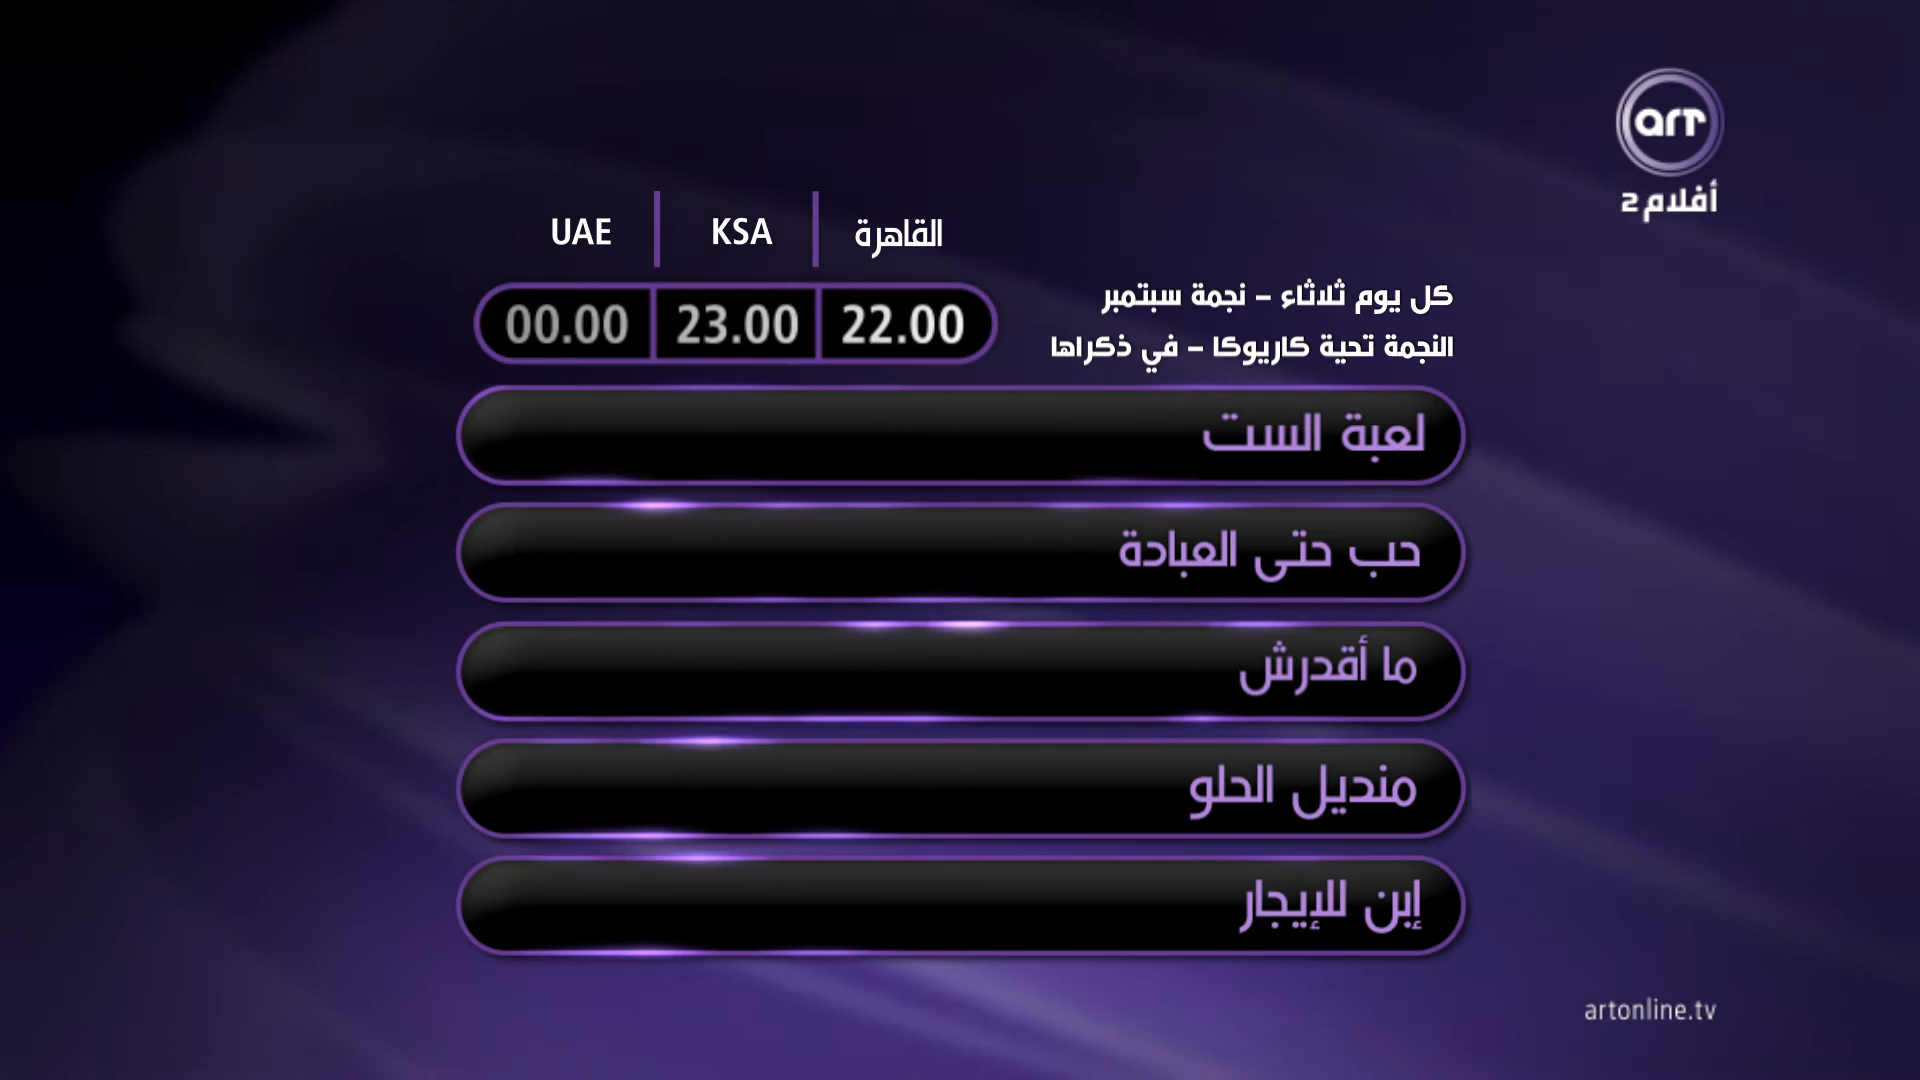 art
أفلام 2
القاهرة KSA UAE
22.00 23.00 00.00
كل يوم ثلاثاء – نجمة سبتمبر
النجمة تحية كاريوكا – في ذكراها
لعبة الست
حب حتى العبادة
ما أقدرش
منديل الحلو
إبن للإيجار
artonline.tv